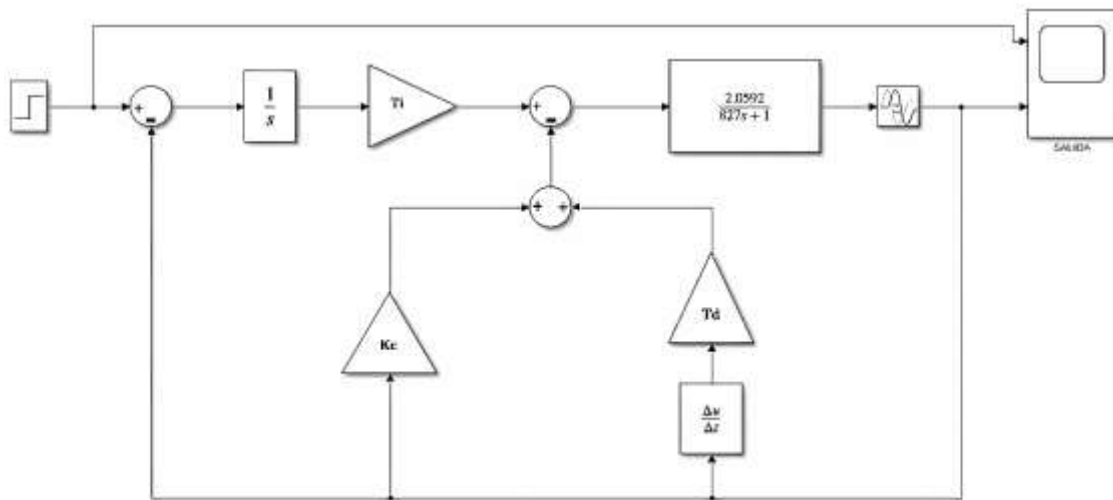 +
-
1
s
Ti
+
-
2.0592
827s + 1
SALIDA
+ +
Kc
Td
Δu
Δt